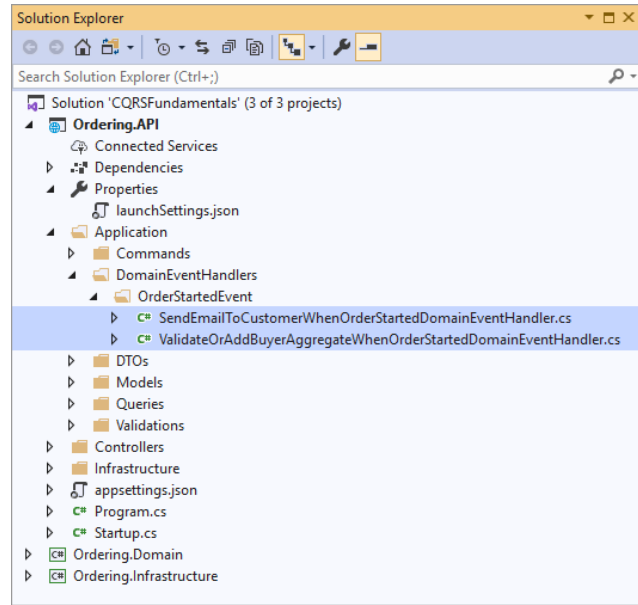 Solution Explorer
Search Solution Explorer (Ctrl+;)
Solution 'CQRSFundamentals' (3 of 3 projects)
Ordering.API
Connected Services
Dependencies
Properties
launchSettings.json
Application
Commands
DomainEventHandlers
OrderStartedEvent
C# SendEmailToCustomerWhenOrderStartedDomainEventHandler.cs
C# ValidateOrAddBuyerAggregateWhenOrderStartedDomainEventHandler.cs
DTOs
Models
Queries
Validations
Controllers
Infrastructure
appsettings.json
C# Program.cs
C# Startup.cs
C# Ordering.Domain
C# Ordering.Infrastructure